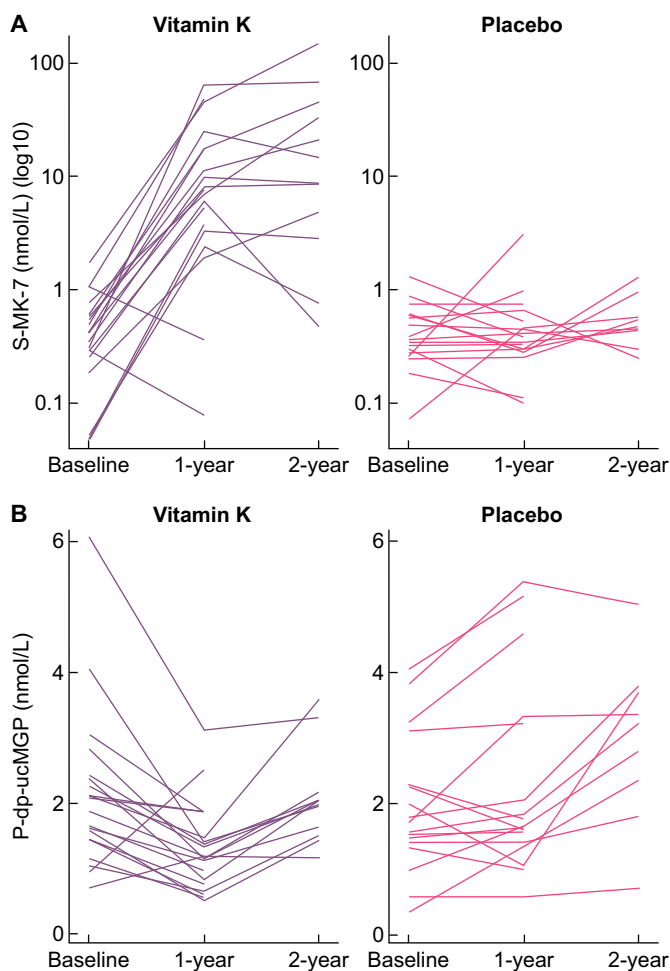 A
Vitamin K
Placebo
S-MK-7 (nmol/L) (log10)
100
10
1
0.1
100
10
1
0.1
Baseline 1-year 2-year
Baseline 1-year 2-year
B
Vitamin K
Placebo
P-dp-ucMGP (nmol/L)
6
4
2
0
6
4
2
0
Baseline 1-year 2-year
Baseline 1-year 2-year